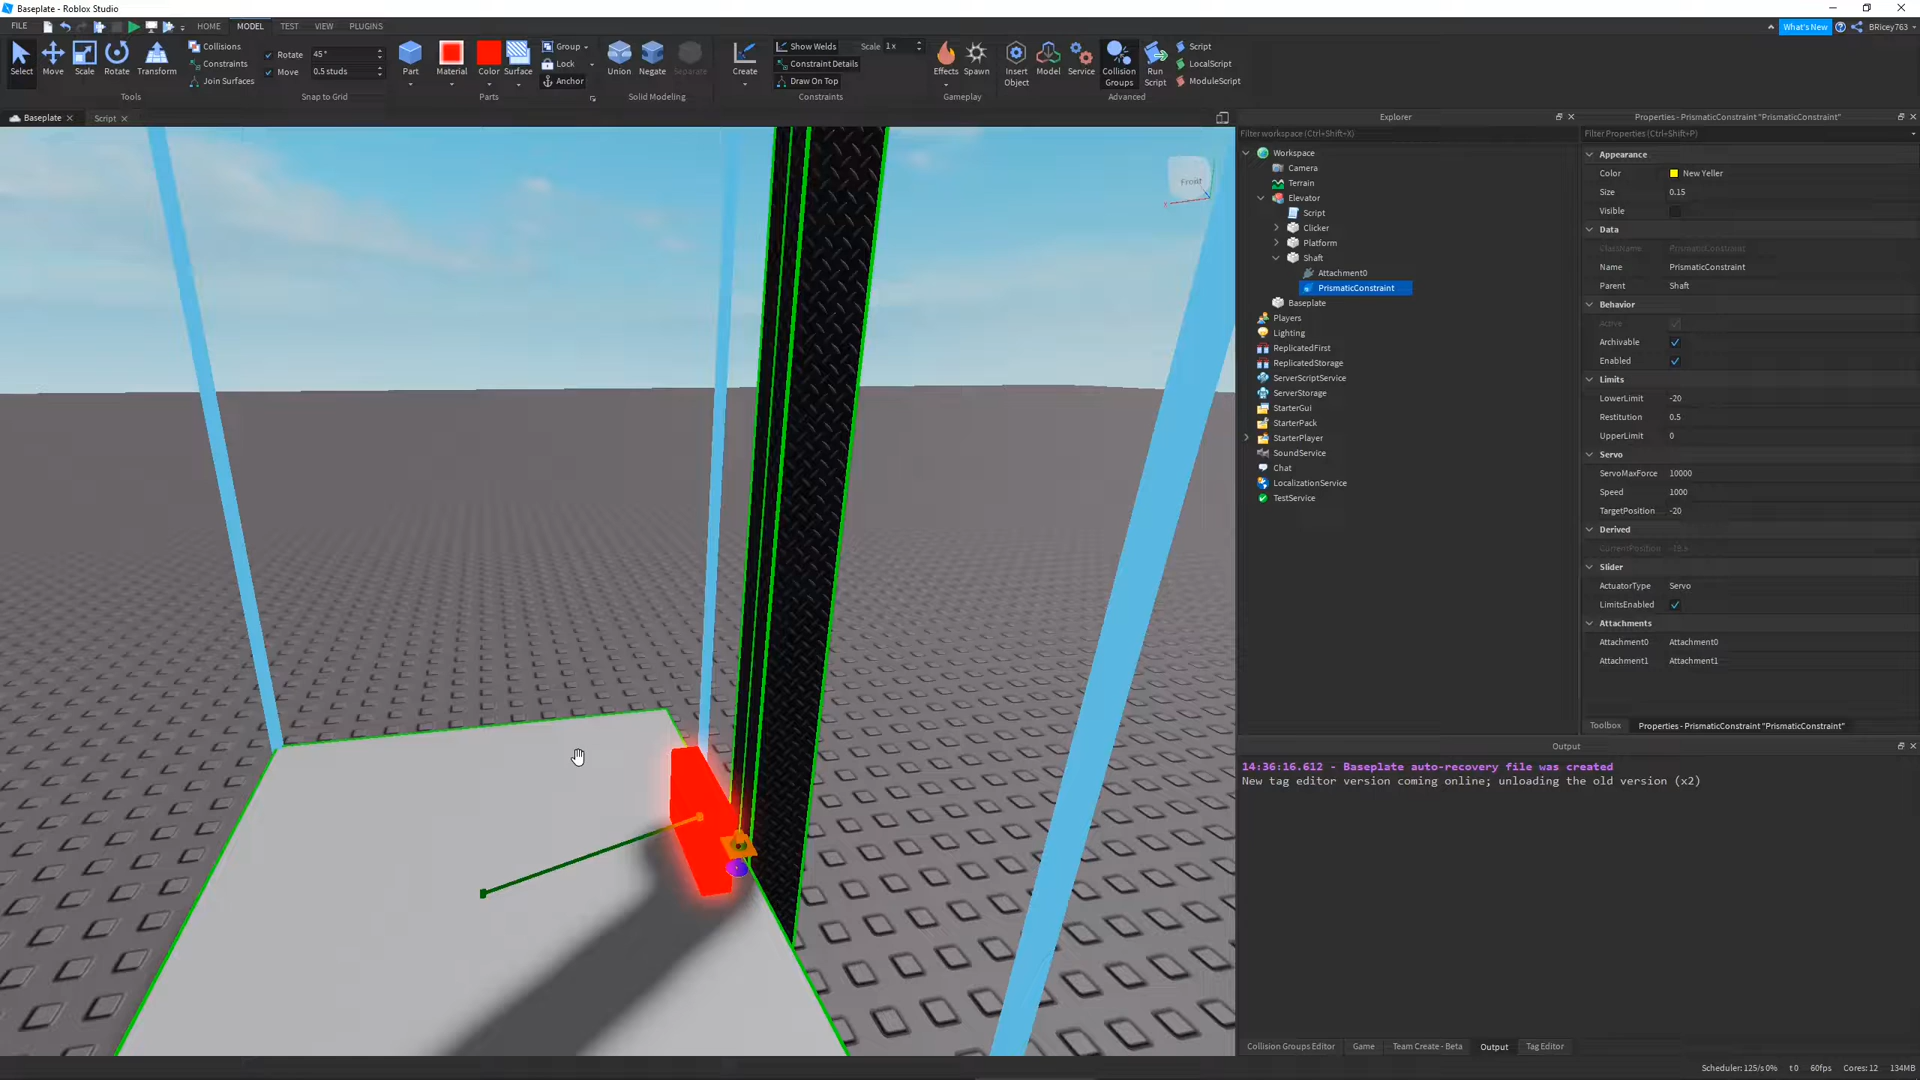 Baseplate - Roblox Studio
FILE HOME MODEL TEST VIEW PLUGINS What's New BRicey763
Select Move Scale Rotate Transform
Collisions
Constraints
Join Surfaces
Tools
Rotate 45°
Move 0.5 studs
Snap to Grid
Part Material Color Surface
Group
Lock
Anchor
Parts
Union Negate Separate
Solid Modeling
Create
Show Welds Scale 1x
Constraint Details
Draw On Top
Constraints
Effects Spawn
Gameplay
Insert Object Model Service Collision Groups Run Script
Script
LocalScript
ModuleScript
Advanced
Baseplate Script
Front
Explorer
Filter workspace (Ctrl+Shift+X)
Workspace
Camera
Terrain
Elevator
Script
Clicker
Platform
Shaft
Attachment0
PrismaticConstraint
Baseplate
Players
Lighting
ReplicatedFirst
ReplicatedStorage
ServerScriptService
ServerStorage
StarterGui
StarterPack
StarterPlayer
SoundService
Chat
LocalizationService
TestService
Properties - PrismaticConstraint "PrismaticConstraint"
Filter Properties (Ctrl+Shift+P)
Appearance
Color New Yeller
Size 0.15
Visible
Data
ClassName PrismaticConstraint
Name PrismaticConstraint
Parent Shaft
Behavior
Active
Archivable
Enabled
Limits
LowerLimit -20
Restitution 0.5
UpperLimit 0
Servo
ServoMaxForce 10000
Speed 1000
TargetPosition -20
Derived
CurrentPosition
Slider
ActuatorType Servo
LimitsEnabled
Attachments
Attachment0 Attachment0
Attachment1 Attachment1
Toolbox Properties - PrismaticConstraint "PrismaticConstraint"
Output
14:36:16.612 - Baseplate auto-recovery file was created
New tag editor version coming online; unloading the old version (x2)
Collision Groups Editor Game Team Create - Beta Output Tag Editor
Scheduler: 125/s 0% t 0 60fps Cores: 12 134MB